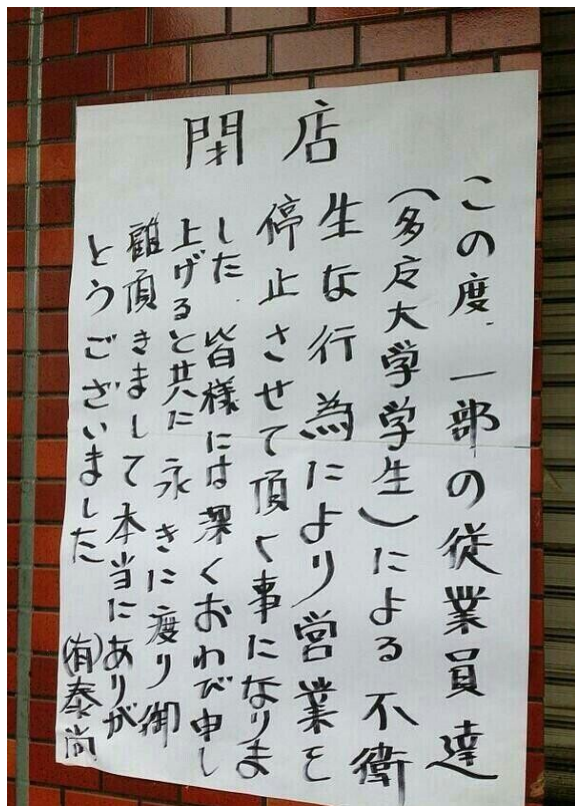 閉店
この度、一部の従業員達
(多摩大学学生)による不衛
生な行為により営業を
停止させて頂く事になりま
した、皆様には深くおわび申し
上げると共に永きに渡り御
頂きまして本当にありが
とうございました
(有)泰尚